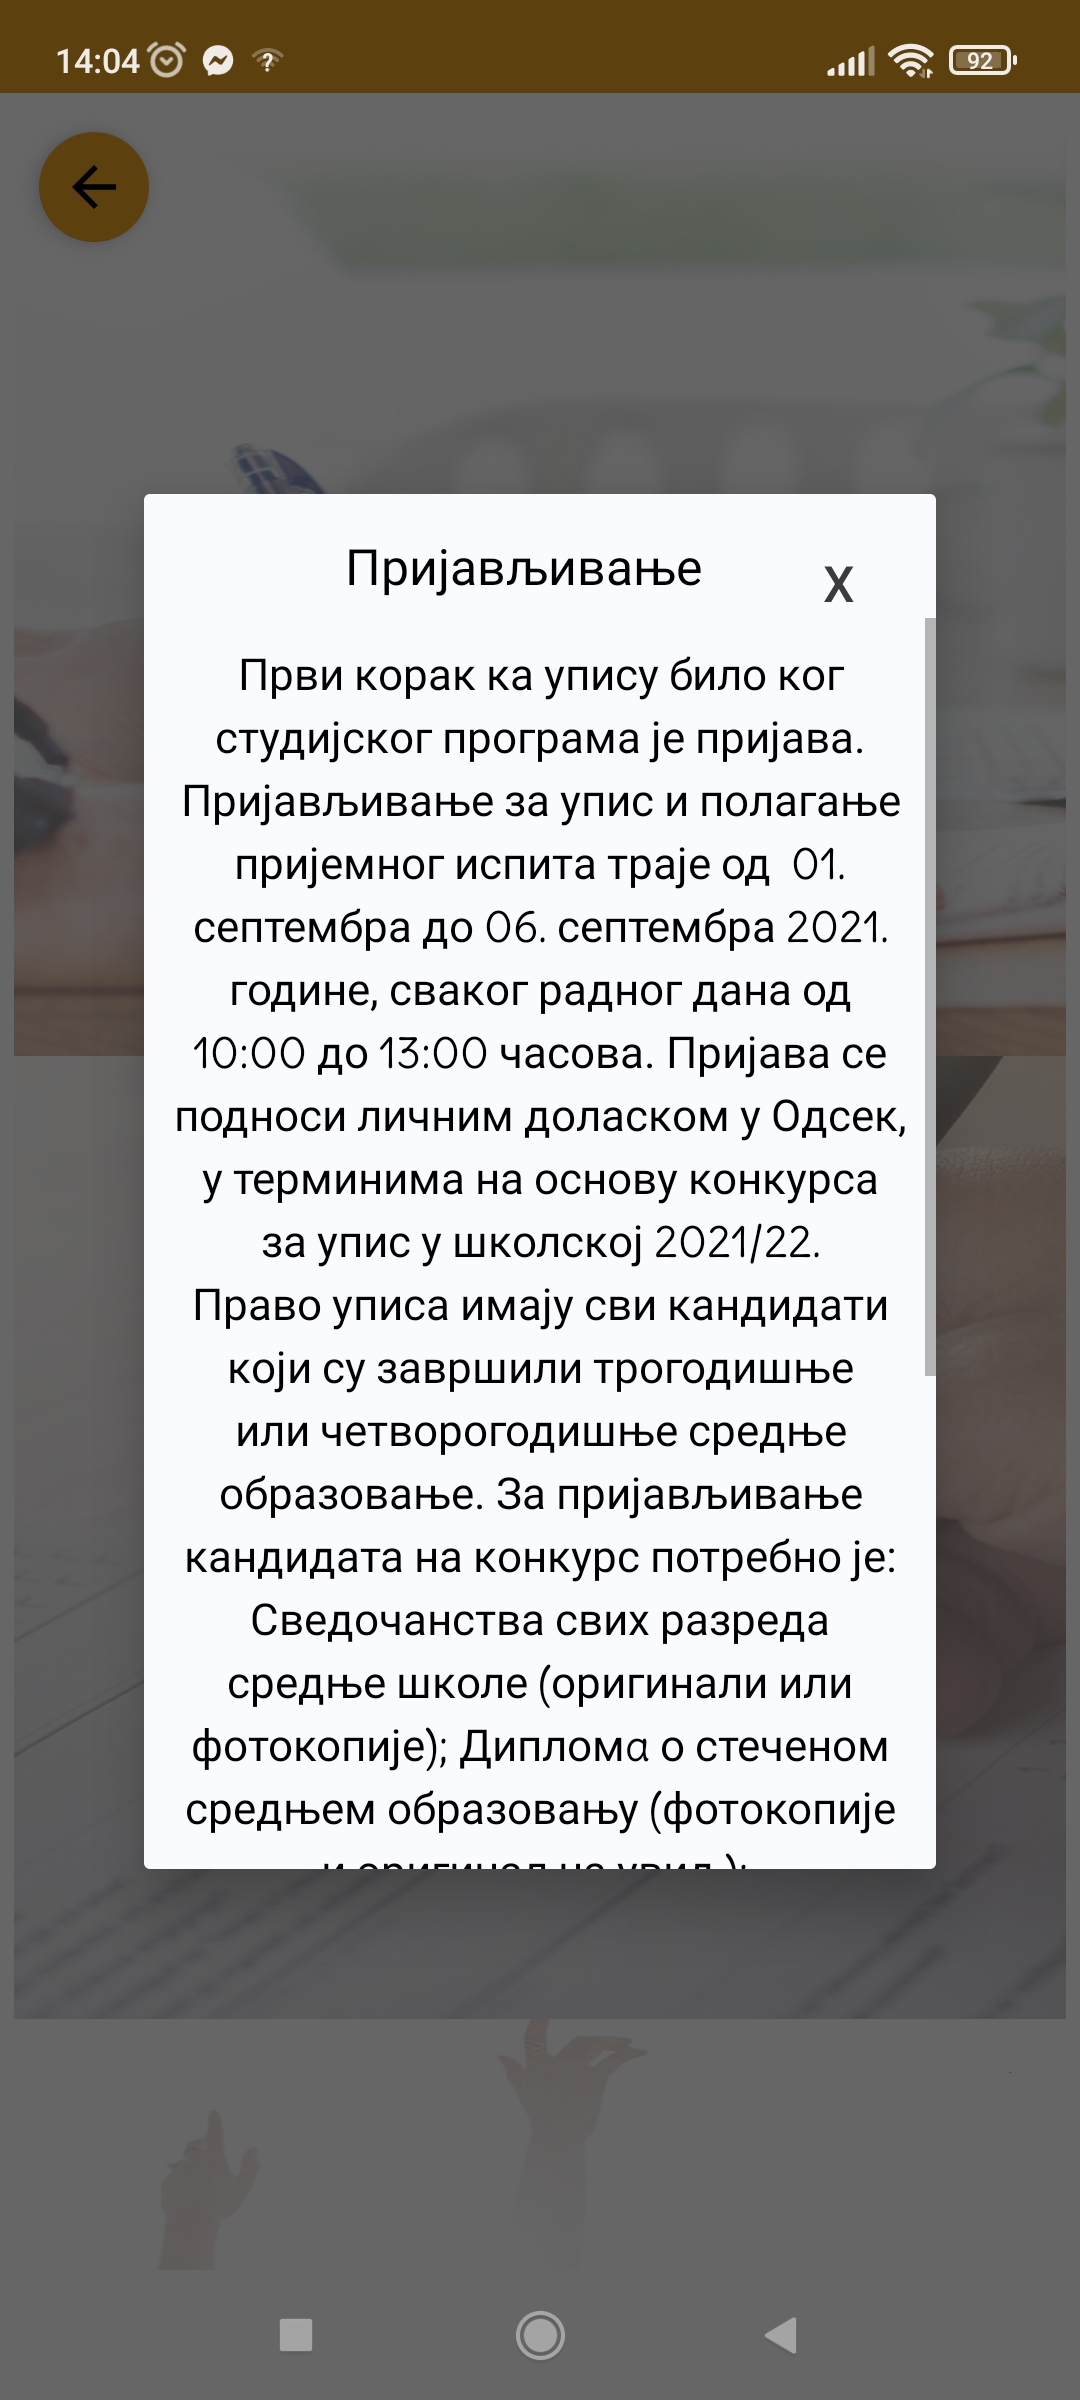 14:04
92
Пријављивање
X
Први корак ка упису било ког
студијског програма је пријава.
Пријављивање за упис и полагање
пријемног испита траје од  01.
септембра до 06. септембра 2021.
године, сваког радног дана од
10:00 до 13:00 часова. Пријава се
подноси личним доласком у Одсек,
у терминима на основу конкурса
за упис у школској 2021/22.
Право уписа имају сви кандидати
који су завршили трогодишње
или четворогодишње средње
образовање. За пријављивање
кандидата на конкурс потребно је:
Сведочанства свих разреда
средње школе (оригинали или
фотокопије); Диплома о стеченом
средњем образовању (фотокопије
и оригинал на увид );